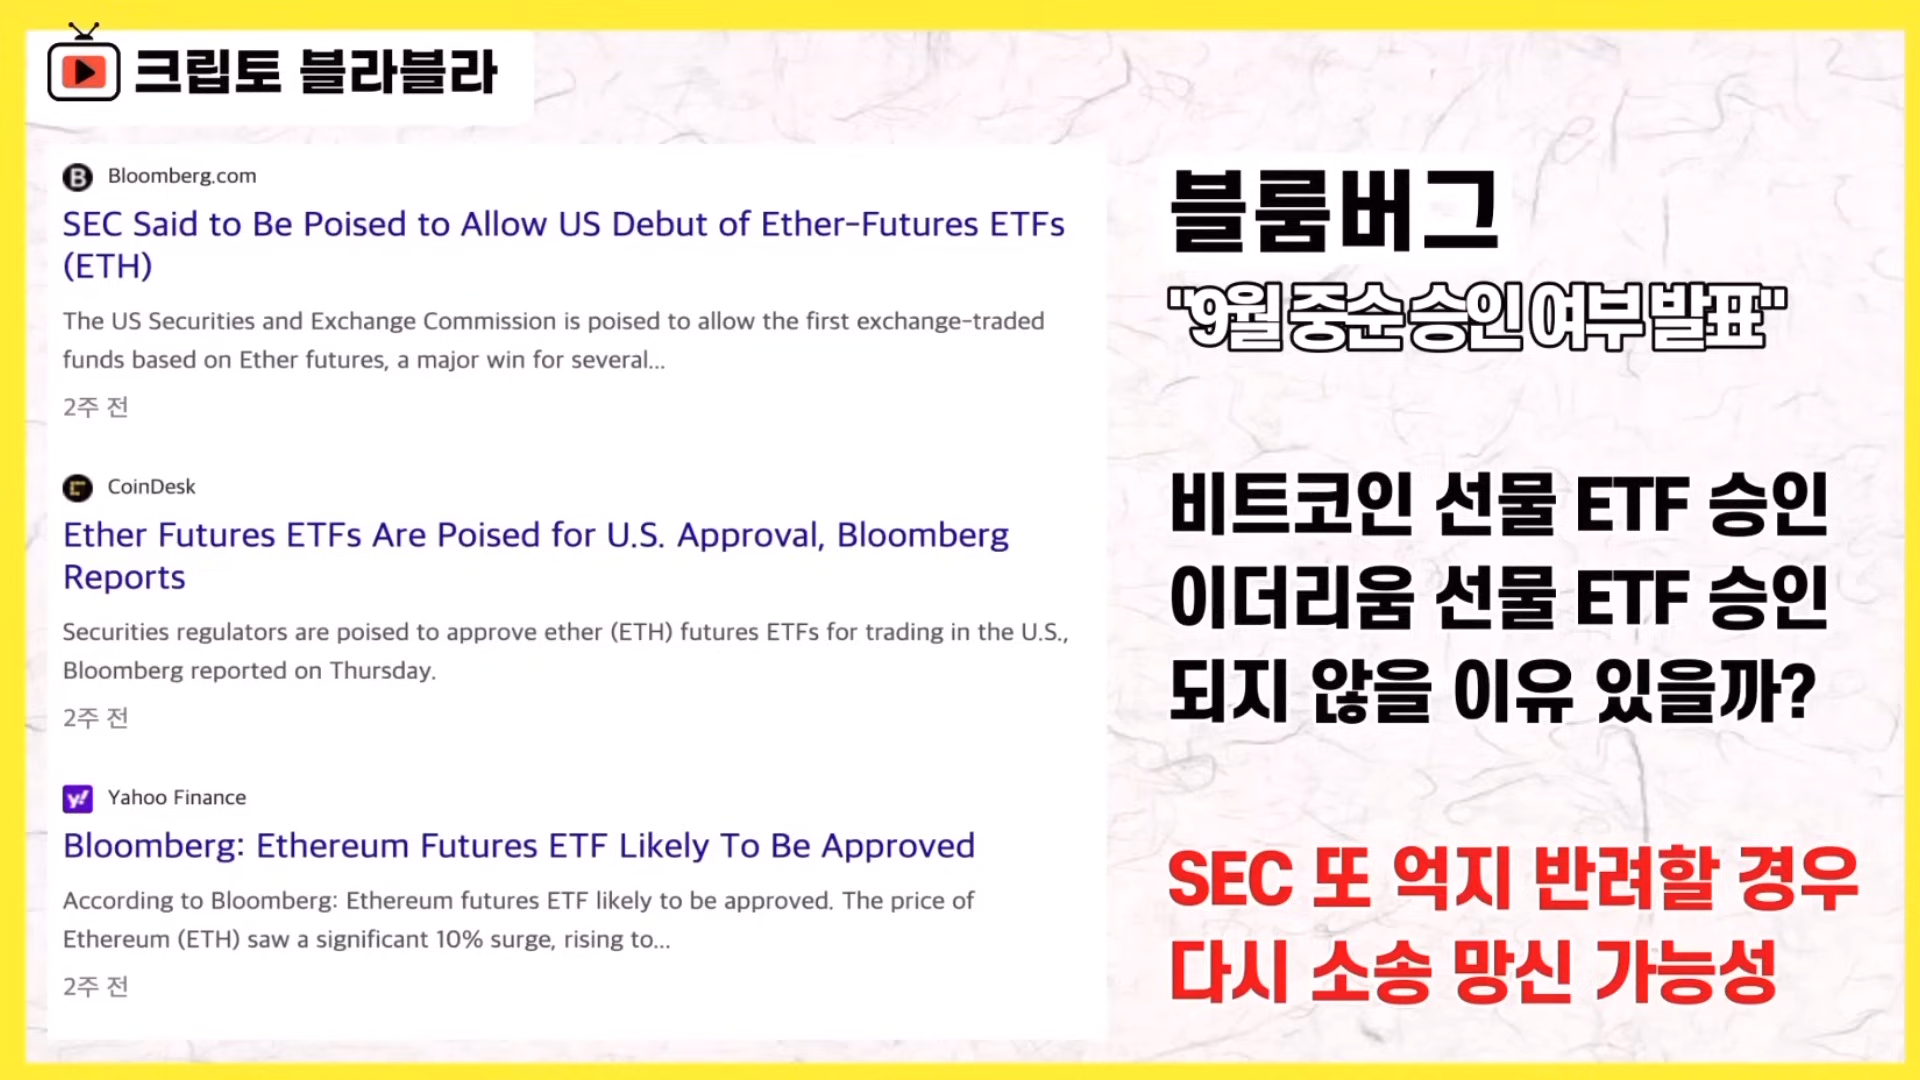 크립토 블라블라
Bloomberg.com
SEC Said to Be Poised to Allow US Debut of Ether-Futures ETFs
(ETH)
The US Securities and Exchange Commission is poised to allow the first exchange-traded
funds based on Ether futures, a major win for several...
2주 전
CoinDesk
Ether Futures ETFs Are Poised for U.S. Approval, Bloomberg
Reports
Securities regulators are poised to approve ether (ETH) futures ETFs for trading in the U.S.,
Bloomberg reported on Thursday.
2주 전
Yahoo Finance
Bloomberg: Ethereum Futures ETF Likely To Be Approved
According to Bloomberg: Ethereum futures ETF likely to be approved. The price of
Ethereum (ETH) saw a significant 10% surge, rising to...
2주 전
블룸버그
"9월 중순 승인 여부 발표"
비트코인 선물 ETF 승인
이더리움 선물 ETF 승인
되지 않을 이유 있을까?
SEC 또 억지 반려할 경우
다시 소송 망신 가능성